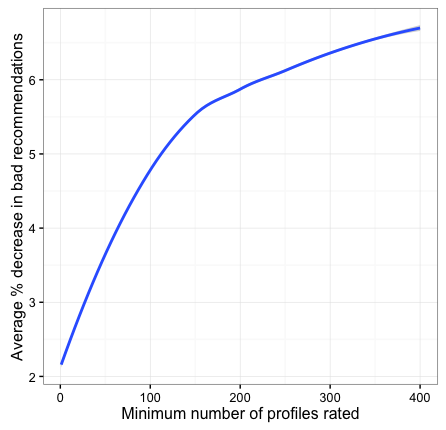 Average % decrease in bad recommendations
6
5
4
3
2
0 100 200 300 400
Minimum number of profiles rated